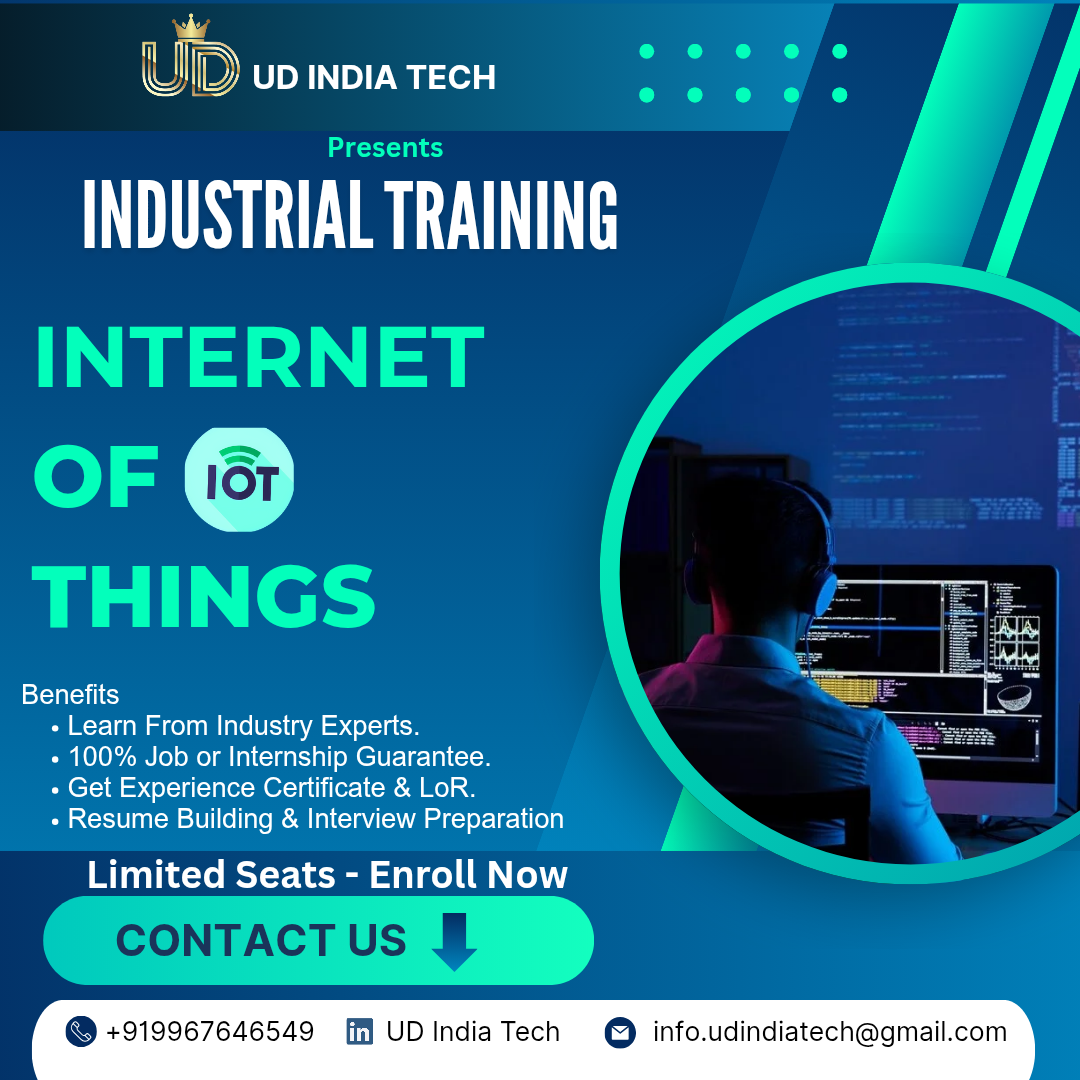 UD UD INDIA TECH
Presents
INDUSTRIAL TRAINING
INTERNET
OF IOT
THINGS
Benefits
• Learn From Industry Experts.
• 100% Job or Internship Guarantee.
• Get Experience Certificate & LoR.
• Resume Building & Interview Preparation
Limited Seats - Enroll Now
CONTACT US
+919967646549 in UD India Tech info.udindiatech@gmail.com